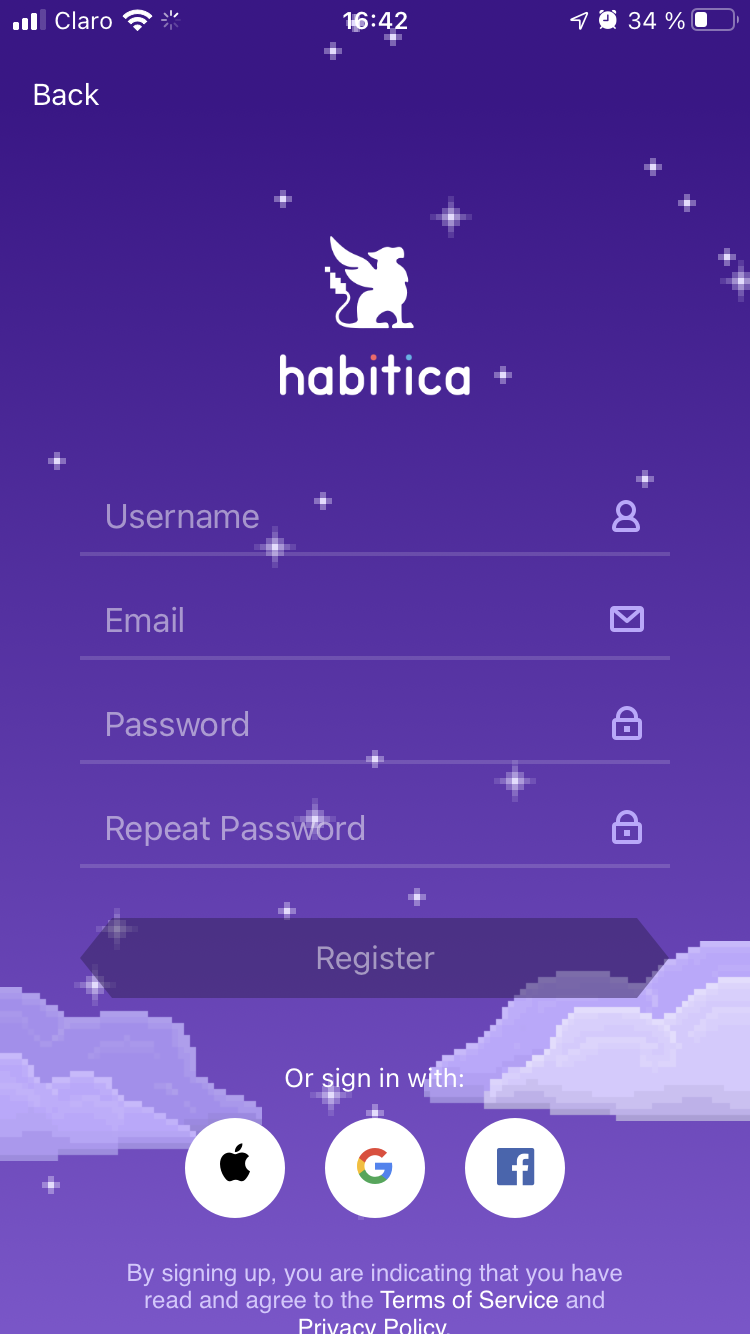 Claro 16:42 34 %
Back
habitica
Username
Email
Password
Repeat Password
Register
Or sign in with:
By signing up, you are indicating that you have
read and agree to the Terms of Service and
Privacy Policy.